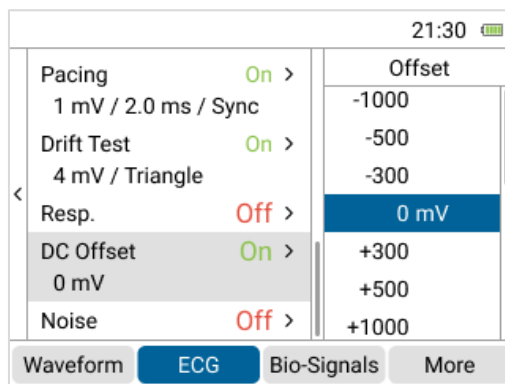 21:30
Pacing On >
1 mV / 2.0 ms / Sync
Drift Test On >
4 mV / Triangle
Resp. Off >
DC Offset On >
0 mV
Noise Off >
<
Offset
-1000
-500
-300
0 mV
+300
+500
+1000
Waveform ECG Bio-Signals More